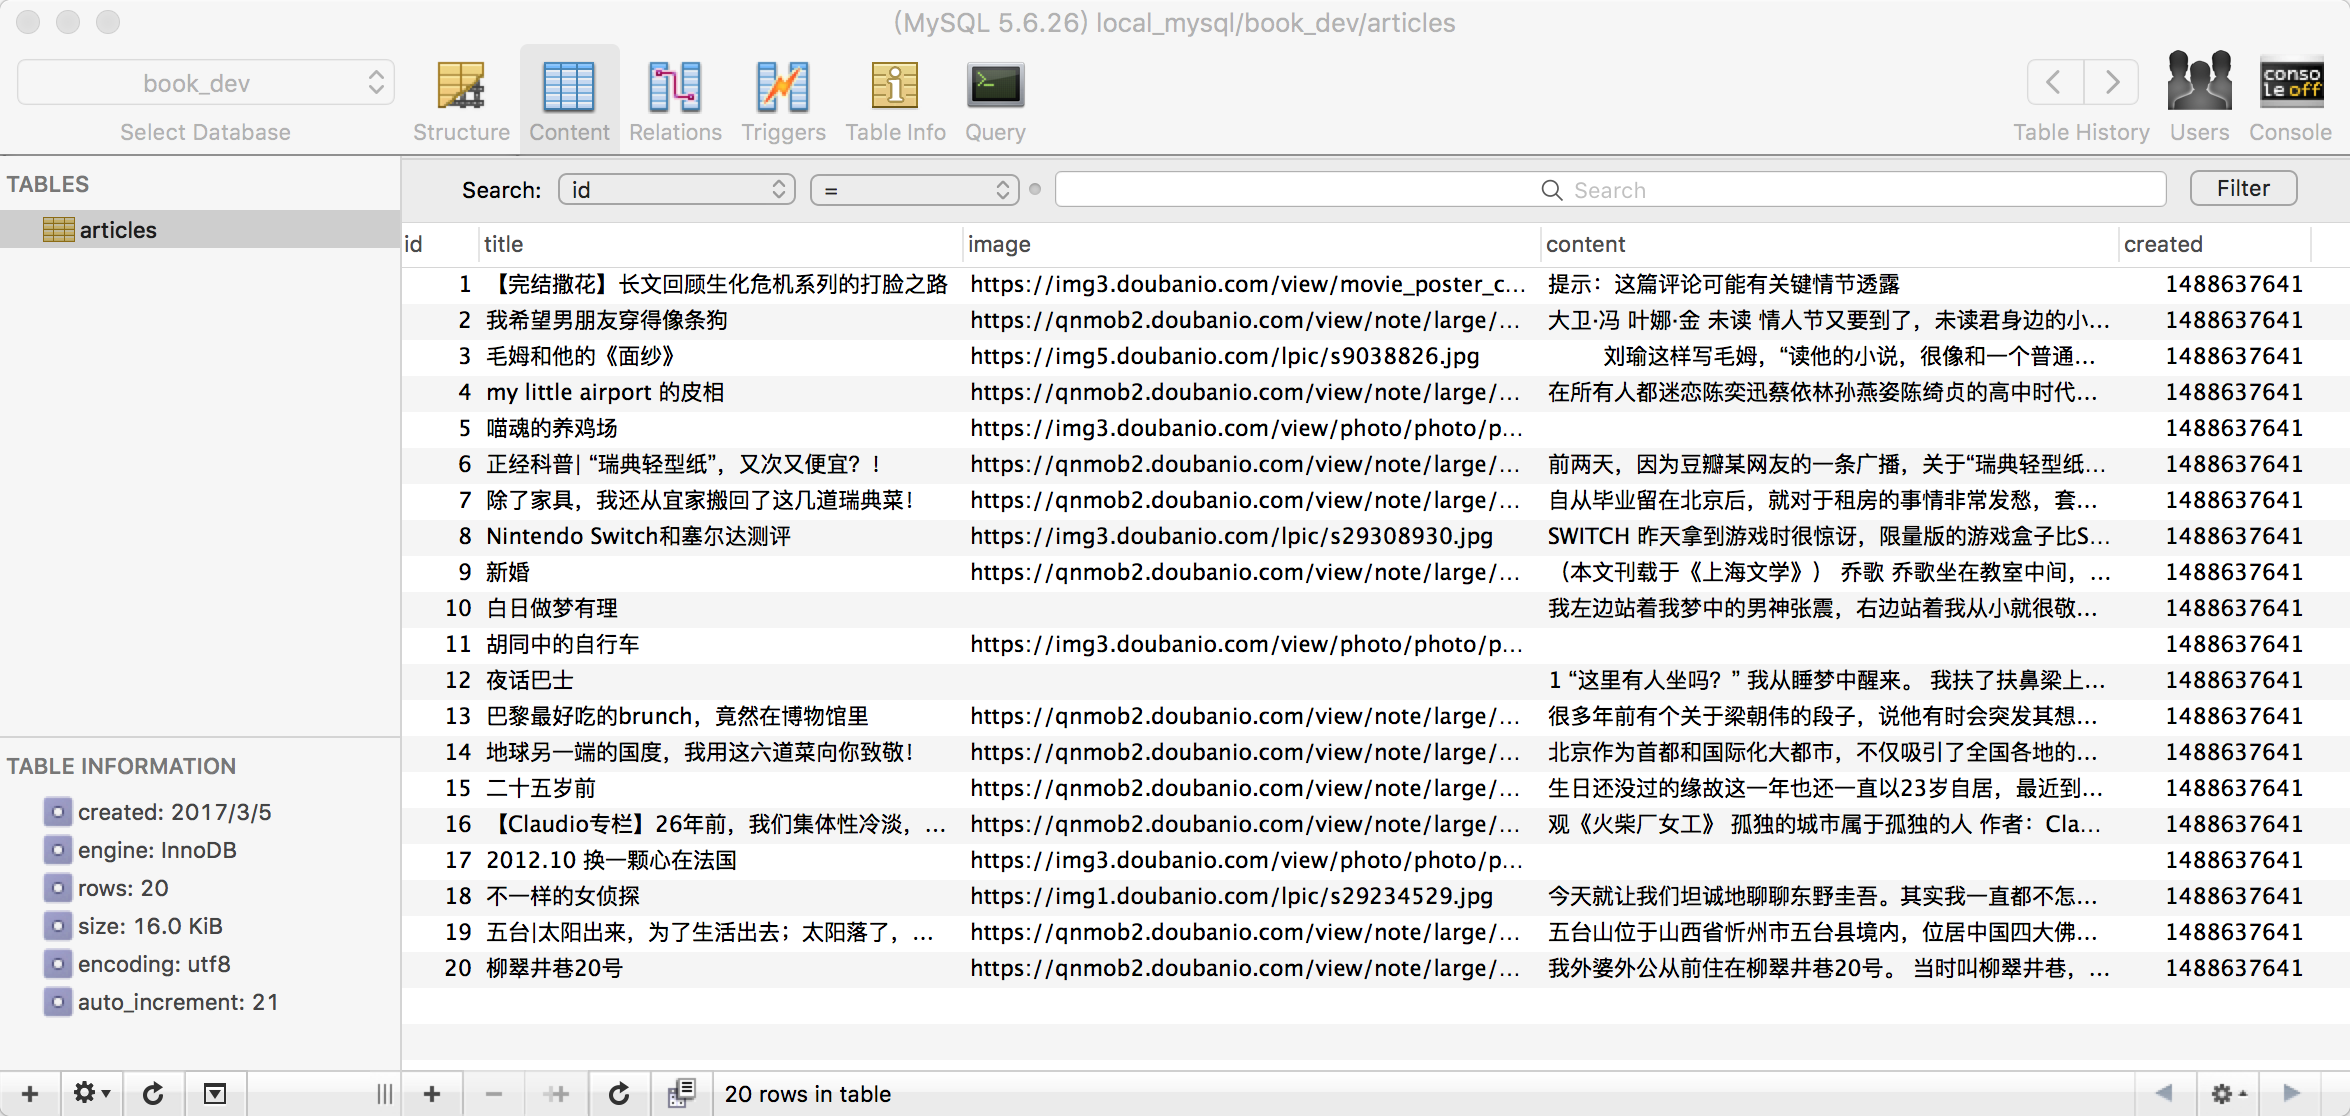 (MySQL 5.6.26) local_mysql/book_dev/articles
book_dev
Select Database
Structure
Content
Relations
Triggers
Table Info
Query
Table History
Users
conso
le off
Console
TABLES
articles
Search:
id
=
Search
Filter
id title image content created
1 【完结撒花】长文回顾生化危机系列的打脸之路 https://img3.doubanio.com/view/movie_poster_c... 提示：这篇评论可能有关键情节透露 1488637641
2 我希望男朋友穿得像条狗 https://qnmob2.doubanio.com/view/note/large/... 大卫·冯 叶娜·金 未读 情人节又要到了，未读君身边的小... 1488637641
3 毛姆和他的《面纱》 https://img5.doubanio.com/lpic/s9038826.jpg 刘瑜这样写毛姆，“读他的小说，很像和一个普通... 1488637641
4 my little airport 的皮相 https://qnmob2.doubanio.com/view/note/large/... 在所有人都迷恋陈奕迅蔡依林孙燕姿陈绮贞的高中时代... 1488637641
5 喵魂的养鸡场 https://img3.doubanio.com/view/photo/photo/p... 1488637641
6 正经科普| “瑞典轻型纸”，又次又便宜？！ https://qnmob2.doubanio.com/view/note/large/... 前两天，因为豆瓣某网友的一条广播，关于“瑞典轻型纸... 1488637641
7 除了家具，我还从宜家搬回了这几道瑞典菜！ https://qnmob2.doubanio.com/view/note/large/... 自从毕业留在北京后，就对于租房的事情非常发愁，套... 1488637641
8 Nintendo Switch和塞尔达测评 https://img3.doubanio.com/lpic/s29308930.jpg SWITCH 昨天拿到游戏时很惊讶，限量版的游戏盒子比S... 1488637641
9 新婚 https://qnmob2.doubanio.com/view/note/large/... （本文刊载于《上海文学》） 乔歌 乔歌坐在教室中间，... 1488637641
10 白日做梦有理 我左边站着我梦中的男神张震，右边站着我从小就很敬... 1488637641
11 胡同中的自行车 https://img3.doubanio.com/view/photo/photo/p... 1488637641
12 夜话巴士 1 “这里有人坐吗？” 我从睡梦中醒来。 我扶了扶鼻梁上... 1488637641
13 巴黎最好吃的brunch，竟然在博物馆里 https://qnmob2.doubanio.com/view/note/large/... 很多年前有个关于梁朝伟的段子，说他有时会突发其想... 1488637641
14 地球另一端的国度，我用这六道菜向你致敬！ https://qnmob2.doubanio.com/view/note/large/... 北京作为首都和国际化大都市，不仅吸引了全国各地的... 1488637641
15 二十五岁前 https://qnmob2.doubanio.com/view/note/large/... 生日还没过的缘故这一年也还一直以23岁自居，最近到... 1488637641
16 【Claudio专栏】26年前，我们集体性冷淡，... https://qnmob2.doubanio.com/view/note/large/... 观《火柴厂女工》 孤独的城市属于孤独的人 作者：Cla... 1488637641
17 2012.10 换一颗心在法国 https://img3.doubanio.com/view/photo/photo/p... 1488637641
18 不一样的女侦探 https://img1.doubanio.com/lpic/s29234529.jpg 今天就让我们坦诚地聊聊东野圭吾。其实我一直都不怎... 1488637641
19 五台|太阳出来，为了生活出去；太阳落了，... https://qnmob2.doubanio.com/view/note/large/... 五台山位于山西省忻州市五台县境内，位居中国四大佛... 1488637641
20 柳翠井巷20号 https://qnmob2.doubanio.com/view/note/large/... 我外婆外公从前住在柳翠井巷20号。 当时叫柳翠井巷，... 1488637641
TABLE INFORMATION
created: 2017/3/5
engine: InnoDB
rows: 20
size: 16.0 KiB
encoding: utf8
auto_increment: 21
20 rows in table